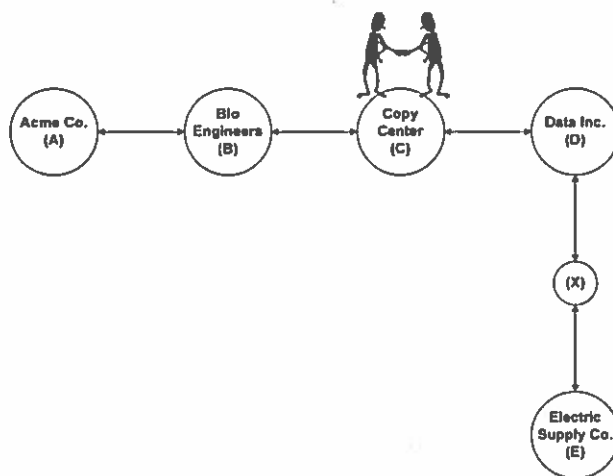 Acme Co.
(A)
Bio
Engineers
(B)
Copy
Center
(C)
Data Inc.
(D)
(X)
Electric
Supply Co.
(E)